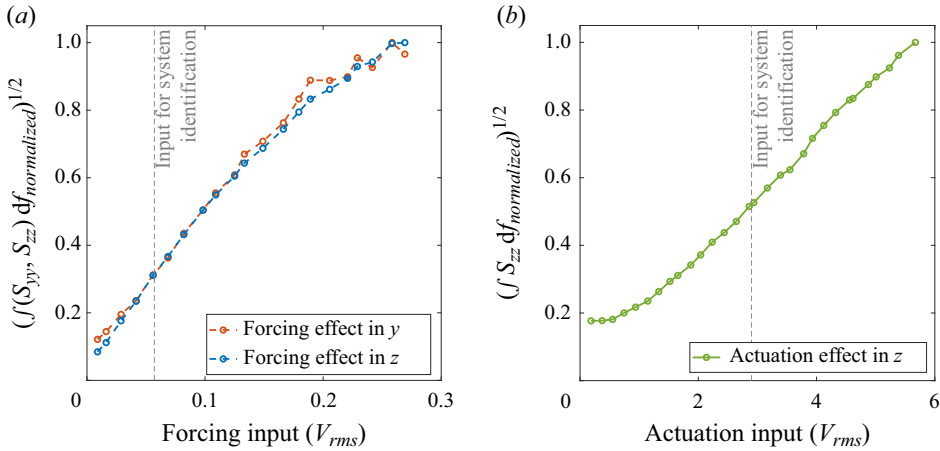 (a)
(∫(S_yy, S_zz) df_normalized)^1/2
1.0
0.8
0.6
0.4
0.2
0
0.1
0.2
0.3
Input for system
identification
Forcing effect in y
Forcing effect in z
Forcing input (V_rms)
(b)
(∫ S_zz df_normalized)^1/2
1.0
0.8
0.6
0.4
0.2
0
2
4
6
Input for system
identification
Actuation effect in z
Actuation input (V_rms)